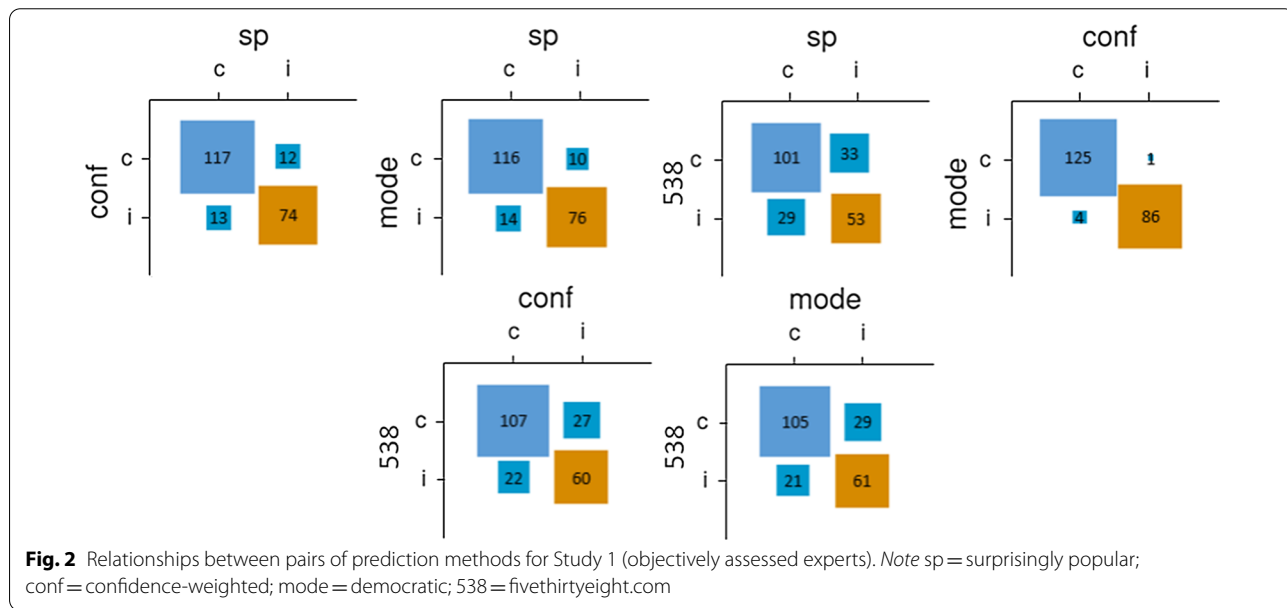 sp sp sp conf
c i c i c i c i
conf c 117 12 mode c 116 10 538 c 101 33 mode c 125 1
i 13 74 i 14 76 i 29 53 i 4 86
conf mode
c i c i
538 c 107 27 538 c 105 29
i 22 60 i 21 61
Fig. 2 Relationships between pairs of prediction methods for Study 1 (objectively assessed experts). Note sp = surprisingly popular;
conf = confidence-weighted; mode = democratic; 538 = fivethirtyeight.com